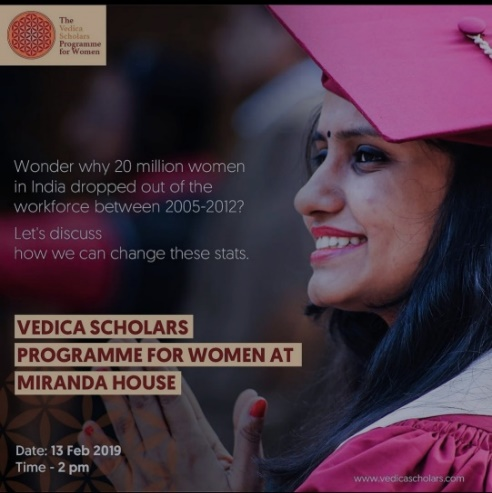 The
Vedica
Scholars
Programme
for Women
Wonder why 20 million women
in India dropped out of the
workforce between 2005-2012?
Let's discuss
how we can change these stats.
VEDICA SCHOLARS
PROGRAMME FOR WOMEN AT
MIRANDA HOUSE
Date: 13 Feb 2019
Time - 2 pm
www.vedicascholars.com